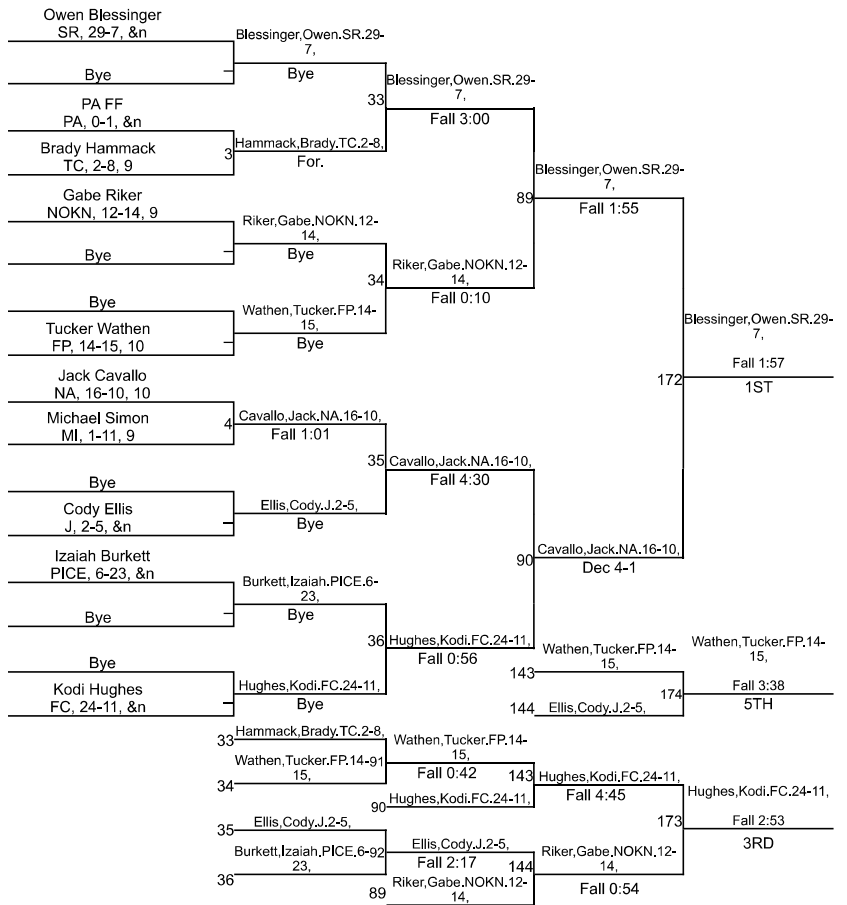 Owen Blessinger
SR, 29-7, &n
Bye
Blessinger,Owen.SR.29-
7,
Bye
PA FF
PA, 0-1, &n
Brady Hammack
TC, 2-8, 9
3
Hammack,Brady.TC.2-8,
For.
33
Blessinger,Owen.SR.29-
7,
Fall 3:00
Gabe Riker
NOKN, 12-14, 9
Bye
Riker,Gabe.NOKN.12-
14,
Bye
Bye
Tucker Wathen
FP, 14-15, 10
Wathen,Tucker.FP.14-
15,
Bye
34
Riker,Gabe.NOKN.12-
14,
Fall 0:10
89
Blessinger,Owen.SR.29-
7,
Fall 1:55
Jack Cavallo
NA, 16-10, 10
Michael Simon
MI, 1-11, 9
4
Cavallo,Jack.NA.16-10,
Fall 1:01
Bye
Cody Ellis
J, 2-5, &n
Ellis,Cody.J.2-5,
Bye
35
Cavallo,Jack.NA.16-10,
Fall 4:30
Izaiah Burkett
PICE, 6-23, &n
Bye
Burkett,Izaiah.PICE.6-
23,
Bye
Bye
Kodi Hughes
FC, 24-11, &n
Hughes,Kodi.FC.24-11,
Bye
36
Hughes,Kodi.FC.24-11,
Fall 0:56
90
Cavallo,Jack.NA.16-10,
Dec 4-1
172
Blessinger,Owen.SR.29-
7,
Fall 1:57
1ST
143
Wathen,Tucker.FP.14-
15,
144
Ellis,Cody.J.2-5,
174
Wathen,Tucker.FP.14-
15,
Fall 3:38
5TH
33
Hammack,Brady.TC.2-8,
34
Wathen,Tucker.FP.14-
15,
91
Wathen,Tucker.FP.14-
15,
Fall 0:42
90
Hughes,Kodi.FC.24-11,
143
Hughes,Kodi.FC.24-11,
Fall 4:45
35
Ellis,Cody.J.2-5,
36
Burkett,Izaiah.PICE.6-
23,
92
Ellis,Cody.J.2-5,
Fall 2:17
89
Riker,Gabe.NOKN.12-
14,
144
Riker,Gabe.NOKN.12-
14,
Fall 0:54
173
Hughes,Kodi.FC.24-11,
Fall 2:53
3RD